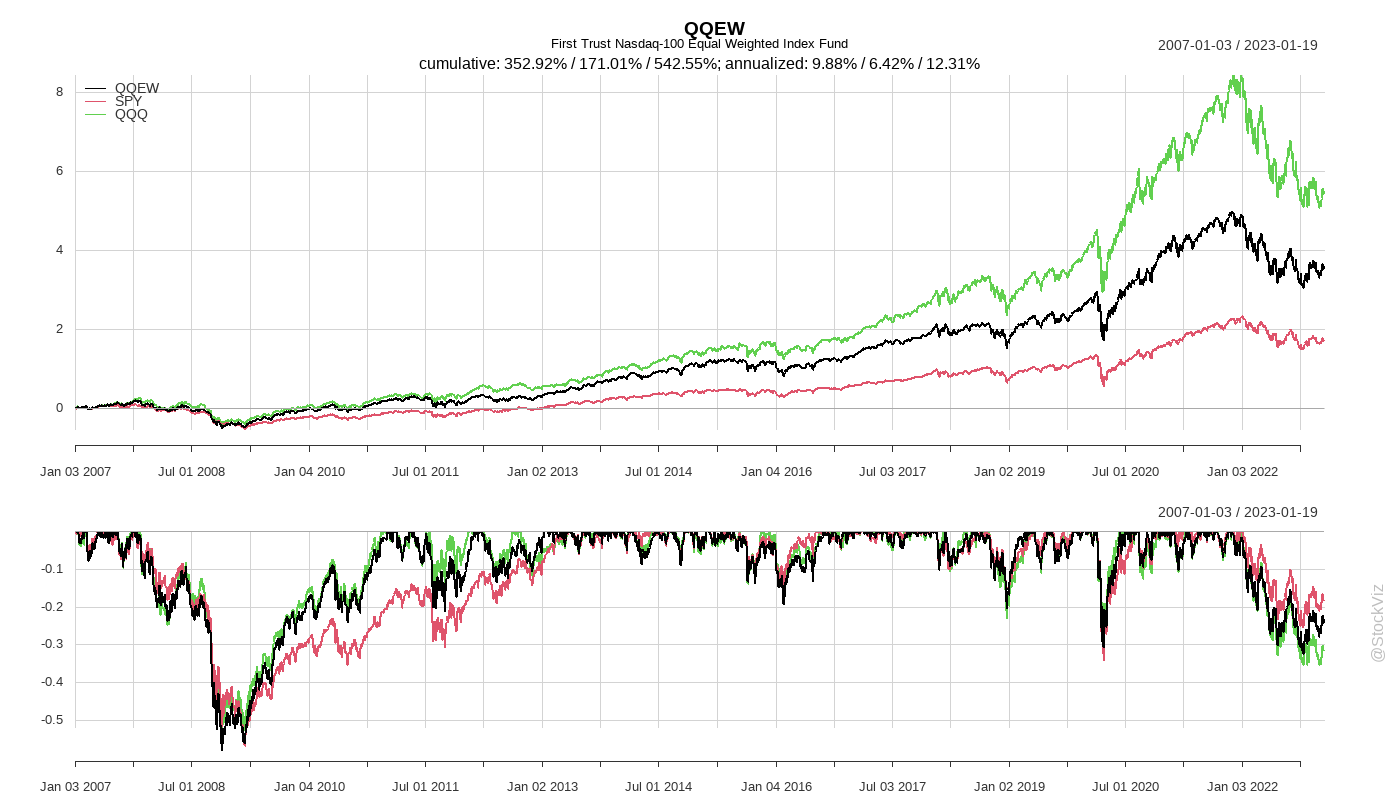 QQEW
First Trust Nasdaq-100 Equal Weighted Index Fund
2007-01-03 / 2023-01-19
cumulative: 352.92% / 171.01% / 542.55%; annualized: 9.88% / 6.42% / 12.31%
QQEW
SPY
QQQ
8
6
4
2
0
Jan 03 2007 Jul 01 2008 Jan 04 2010 Jul 01 2011 Jan 02 2013 Jul 01 2014 Jan 04 2016 Jul 03 2017 Jan 02 2019 Jul 01 2020 Jan 03 2022
2007-01-03 / 2023-01-19
-0.1
-0.2
-0.3
-0.4
-0.5
Jan 03 2007 Jul 01 2008 Jan 04 2010 Jul 01 2011 Jan 02 2013 Jul 01 2014 Jan 04 2016 Jul 03 2017 Jan 02 2019 Jul 01 2020 Jan 03 2022
@StockViz